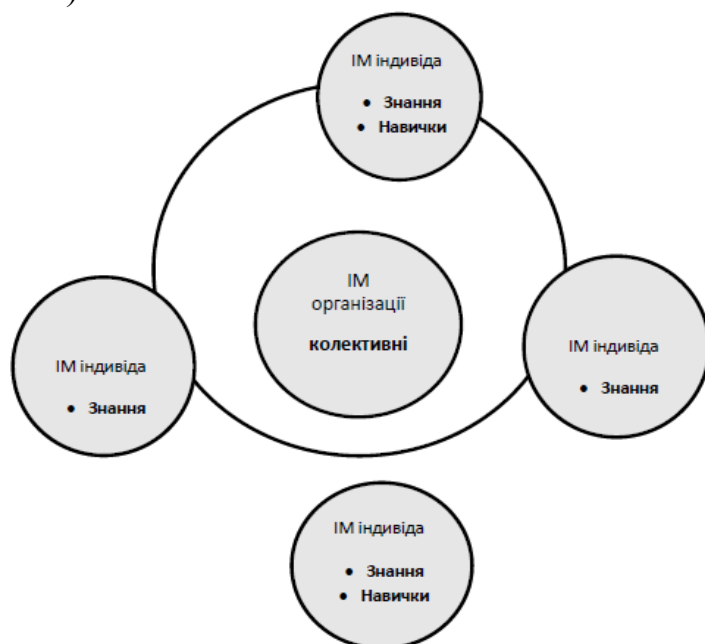 )
ІМ індивіда
• Знання
• Навички
ІМ
організації
колективні
ІМ індивіда
• Знання
ІМ індивіда
• Знання
ІМ індивіда
• Знання
• Навички